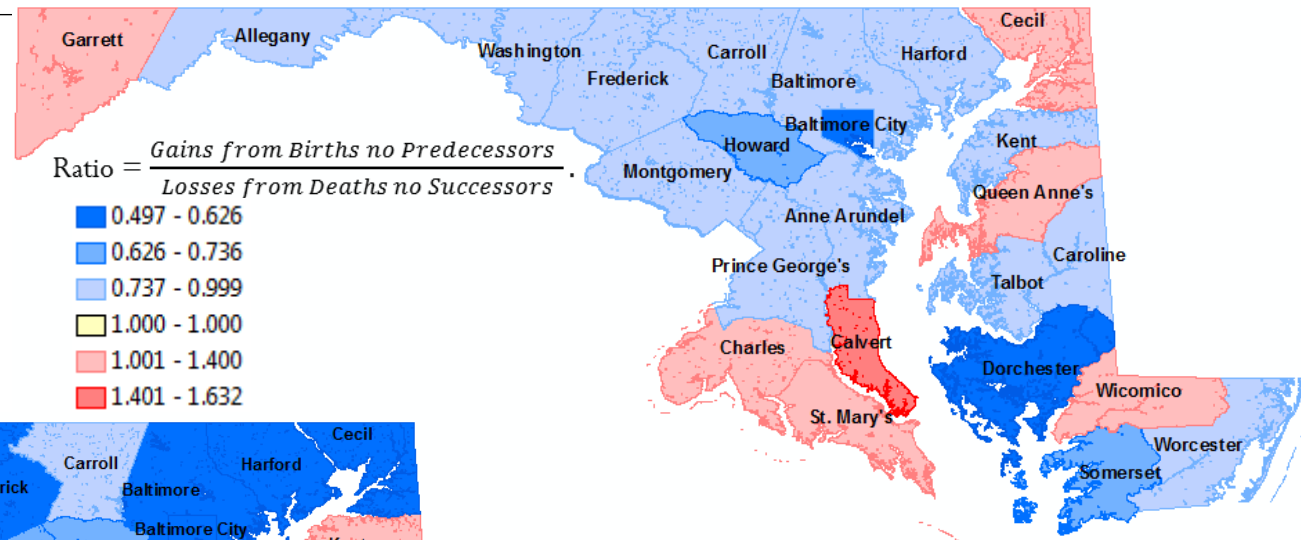 Cecil
Garrett
Allegany
Washington
Carroll
Harford
Frederick
Baltimore
Baltimore City
Howard
Kent
Montgomery
Queen Anne's
Anne Arundel
Caroline
Prince George's
Talbot
Charles
Calvert
Dorchester
Wicomico
St. Mary's
Worcester
Somerset
Ratio = Gains from Births no Predecessors / Losses from Deaths no Successors .
0.497 - 0.626
0.626 - 0.736
0.737 - 0.999
1.000 - 1.000
1.001 - 1.400
1.401 - 1.632
Cecil
Carroll
Harford
rick
Baltimore
Baltimore City